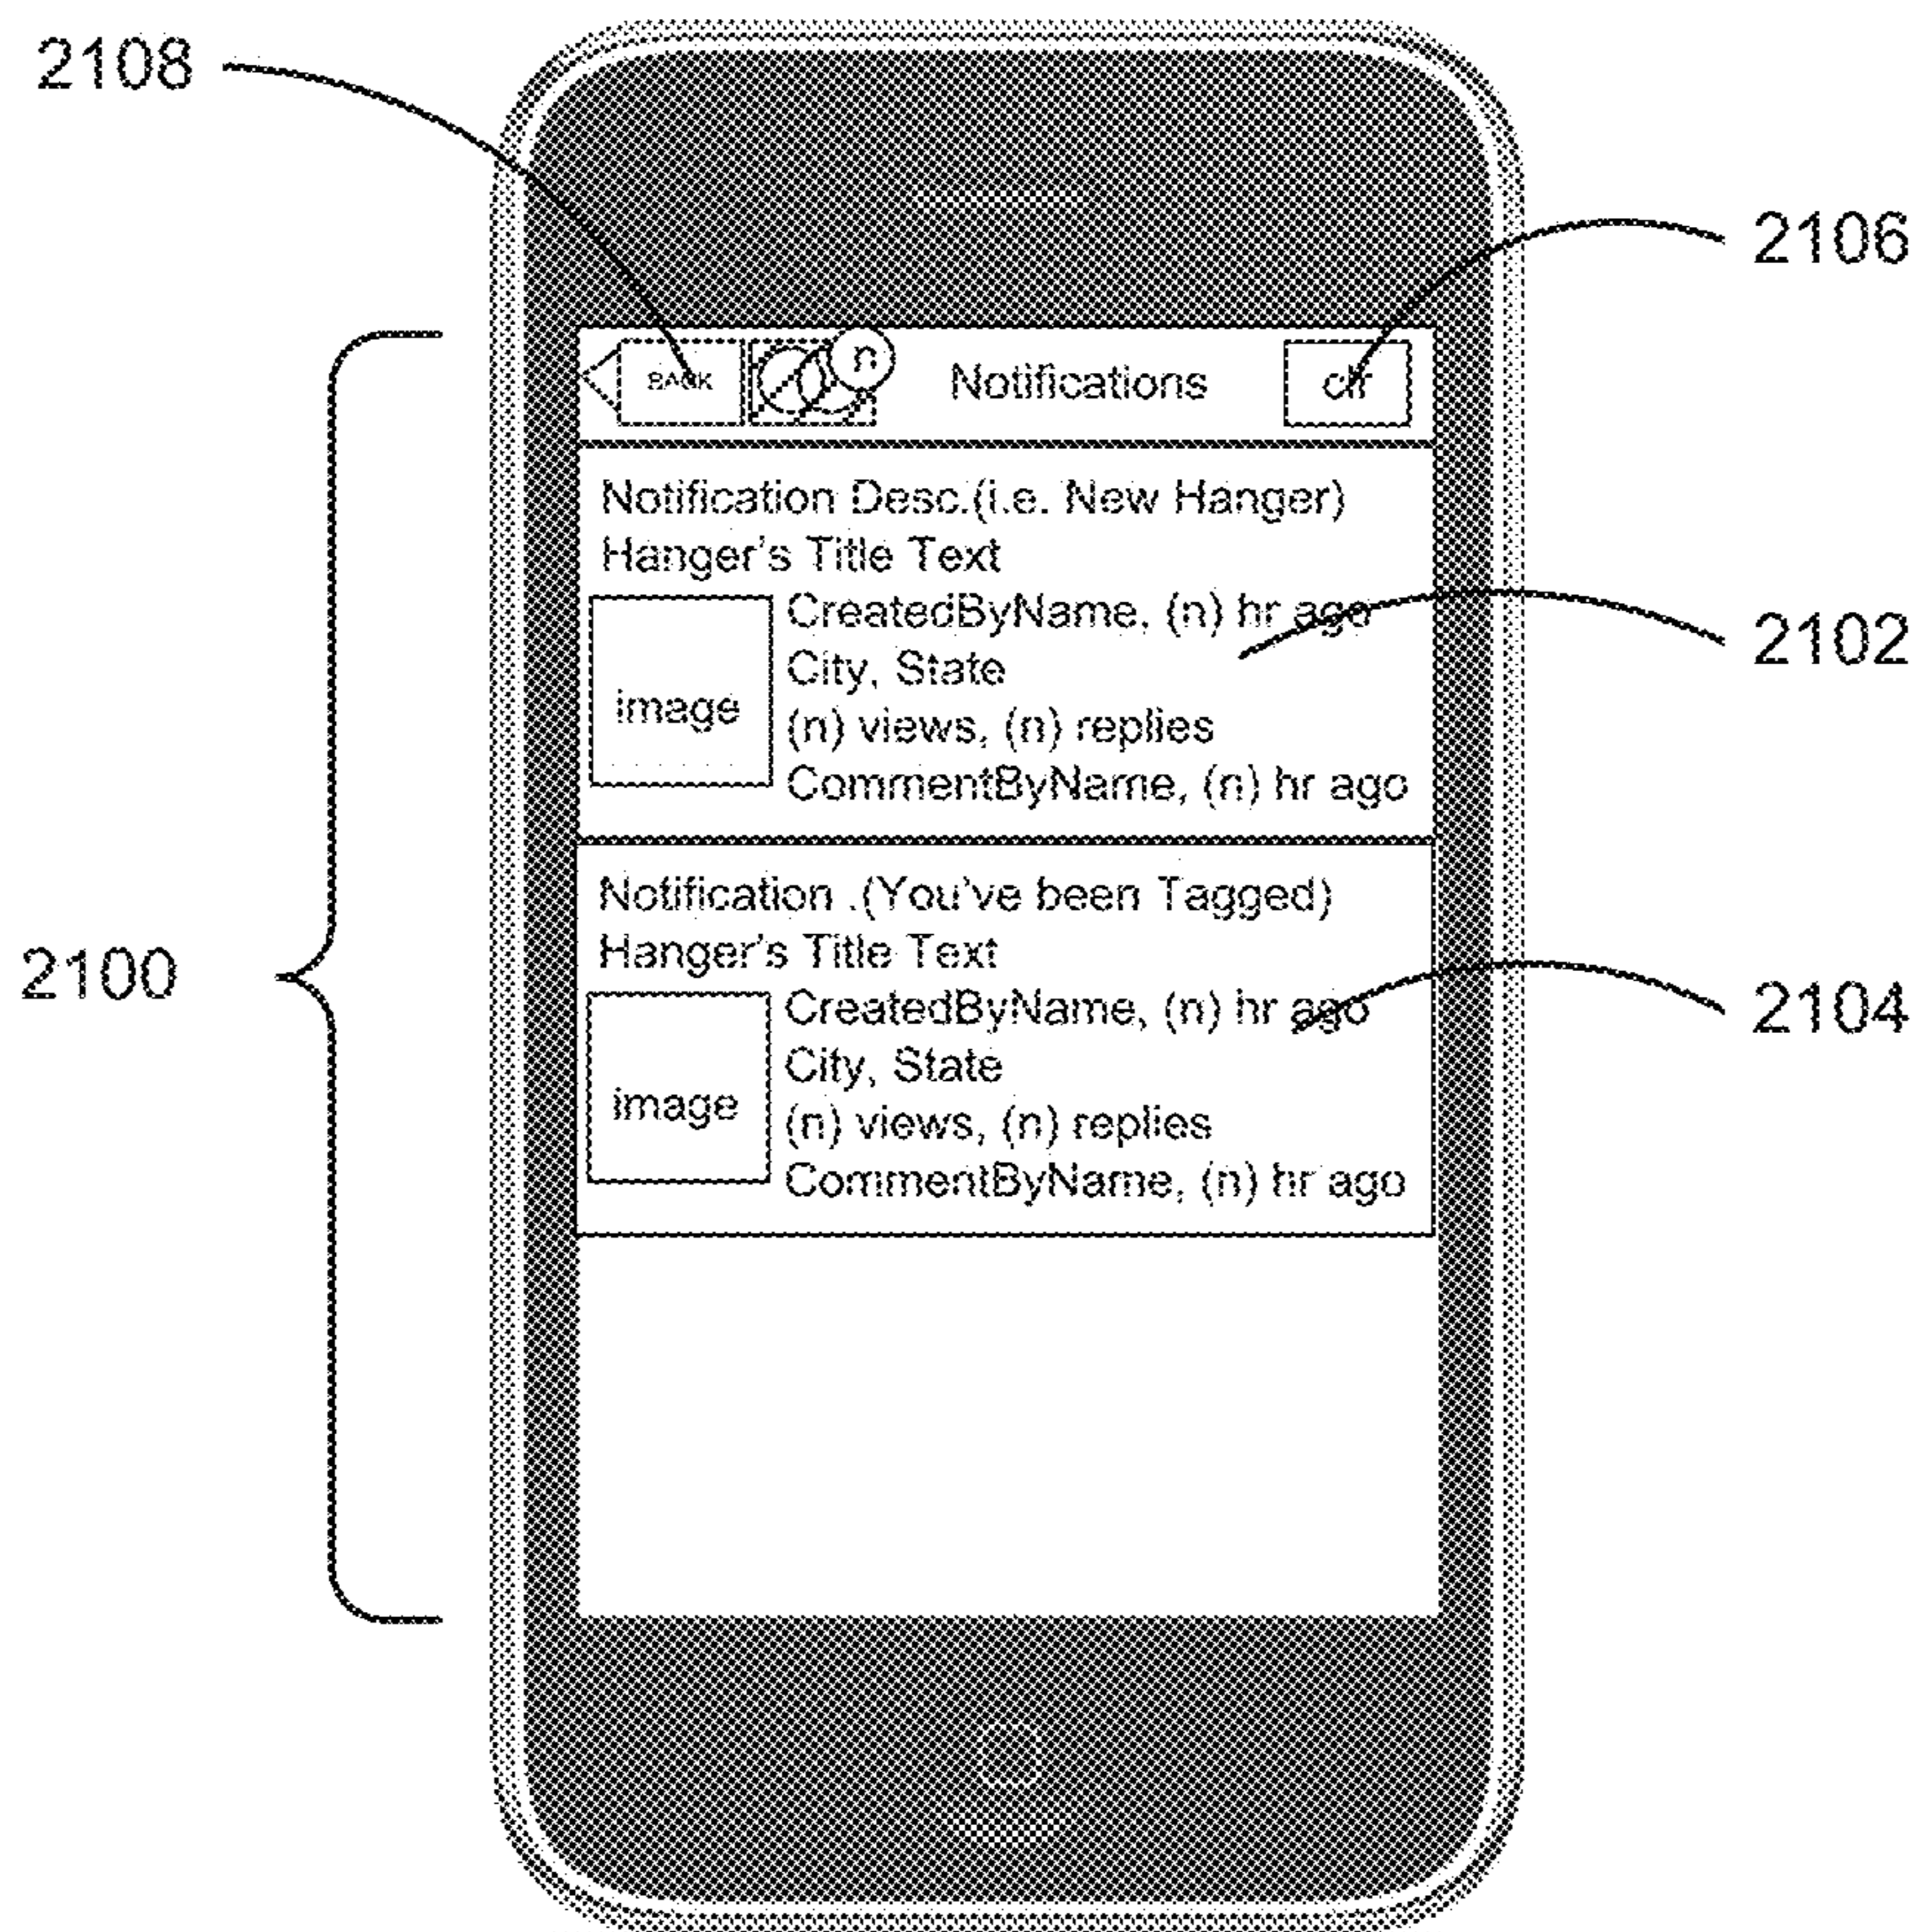 2108
2106
BACK
n
Notifications
clr
Notification Desc.(i.e. New Hanger)
Hanger's Title Text
CreatedByName, (n) hr ago
2102
City, State
image
(n) views, (n) replies
CommentByName, (n) hr ago
Notification .(You've been Tagged)
Hanger's Title Text
2100
CreatedByName, (n) hr ago
2104
City, State
image
(n) views, (n) replies
CommentByName, (n) hr ago